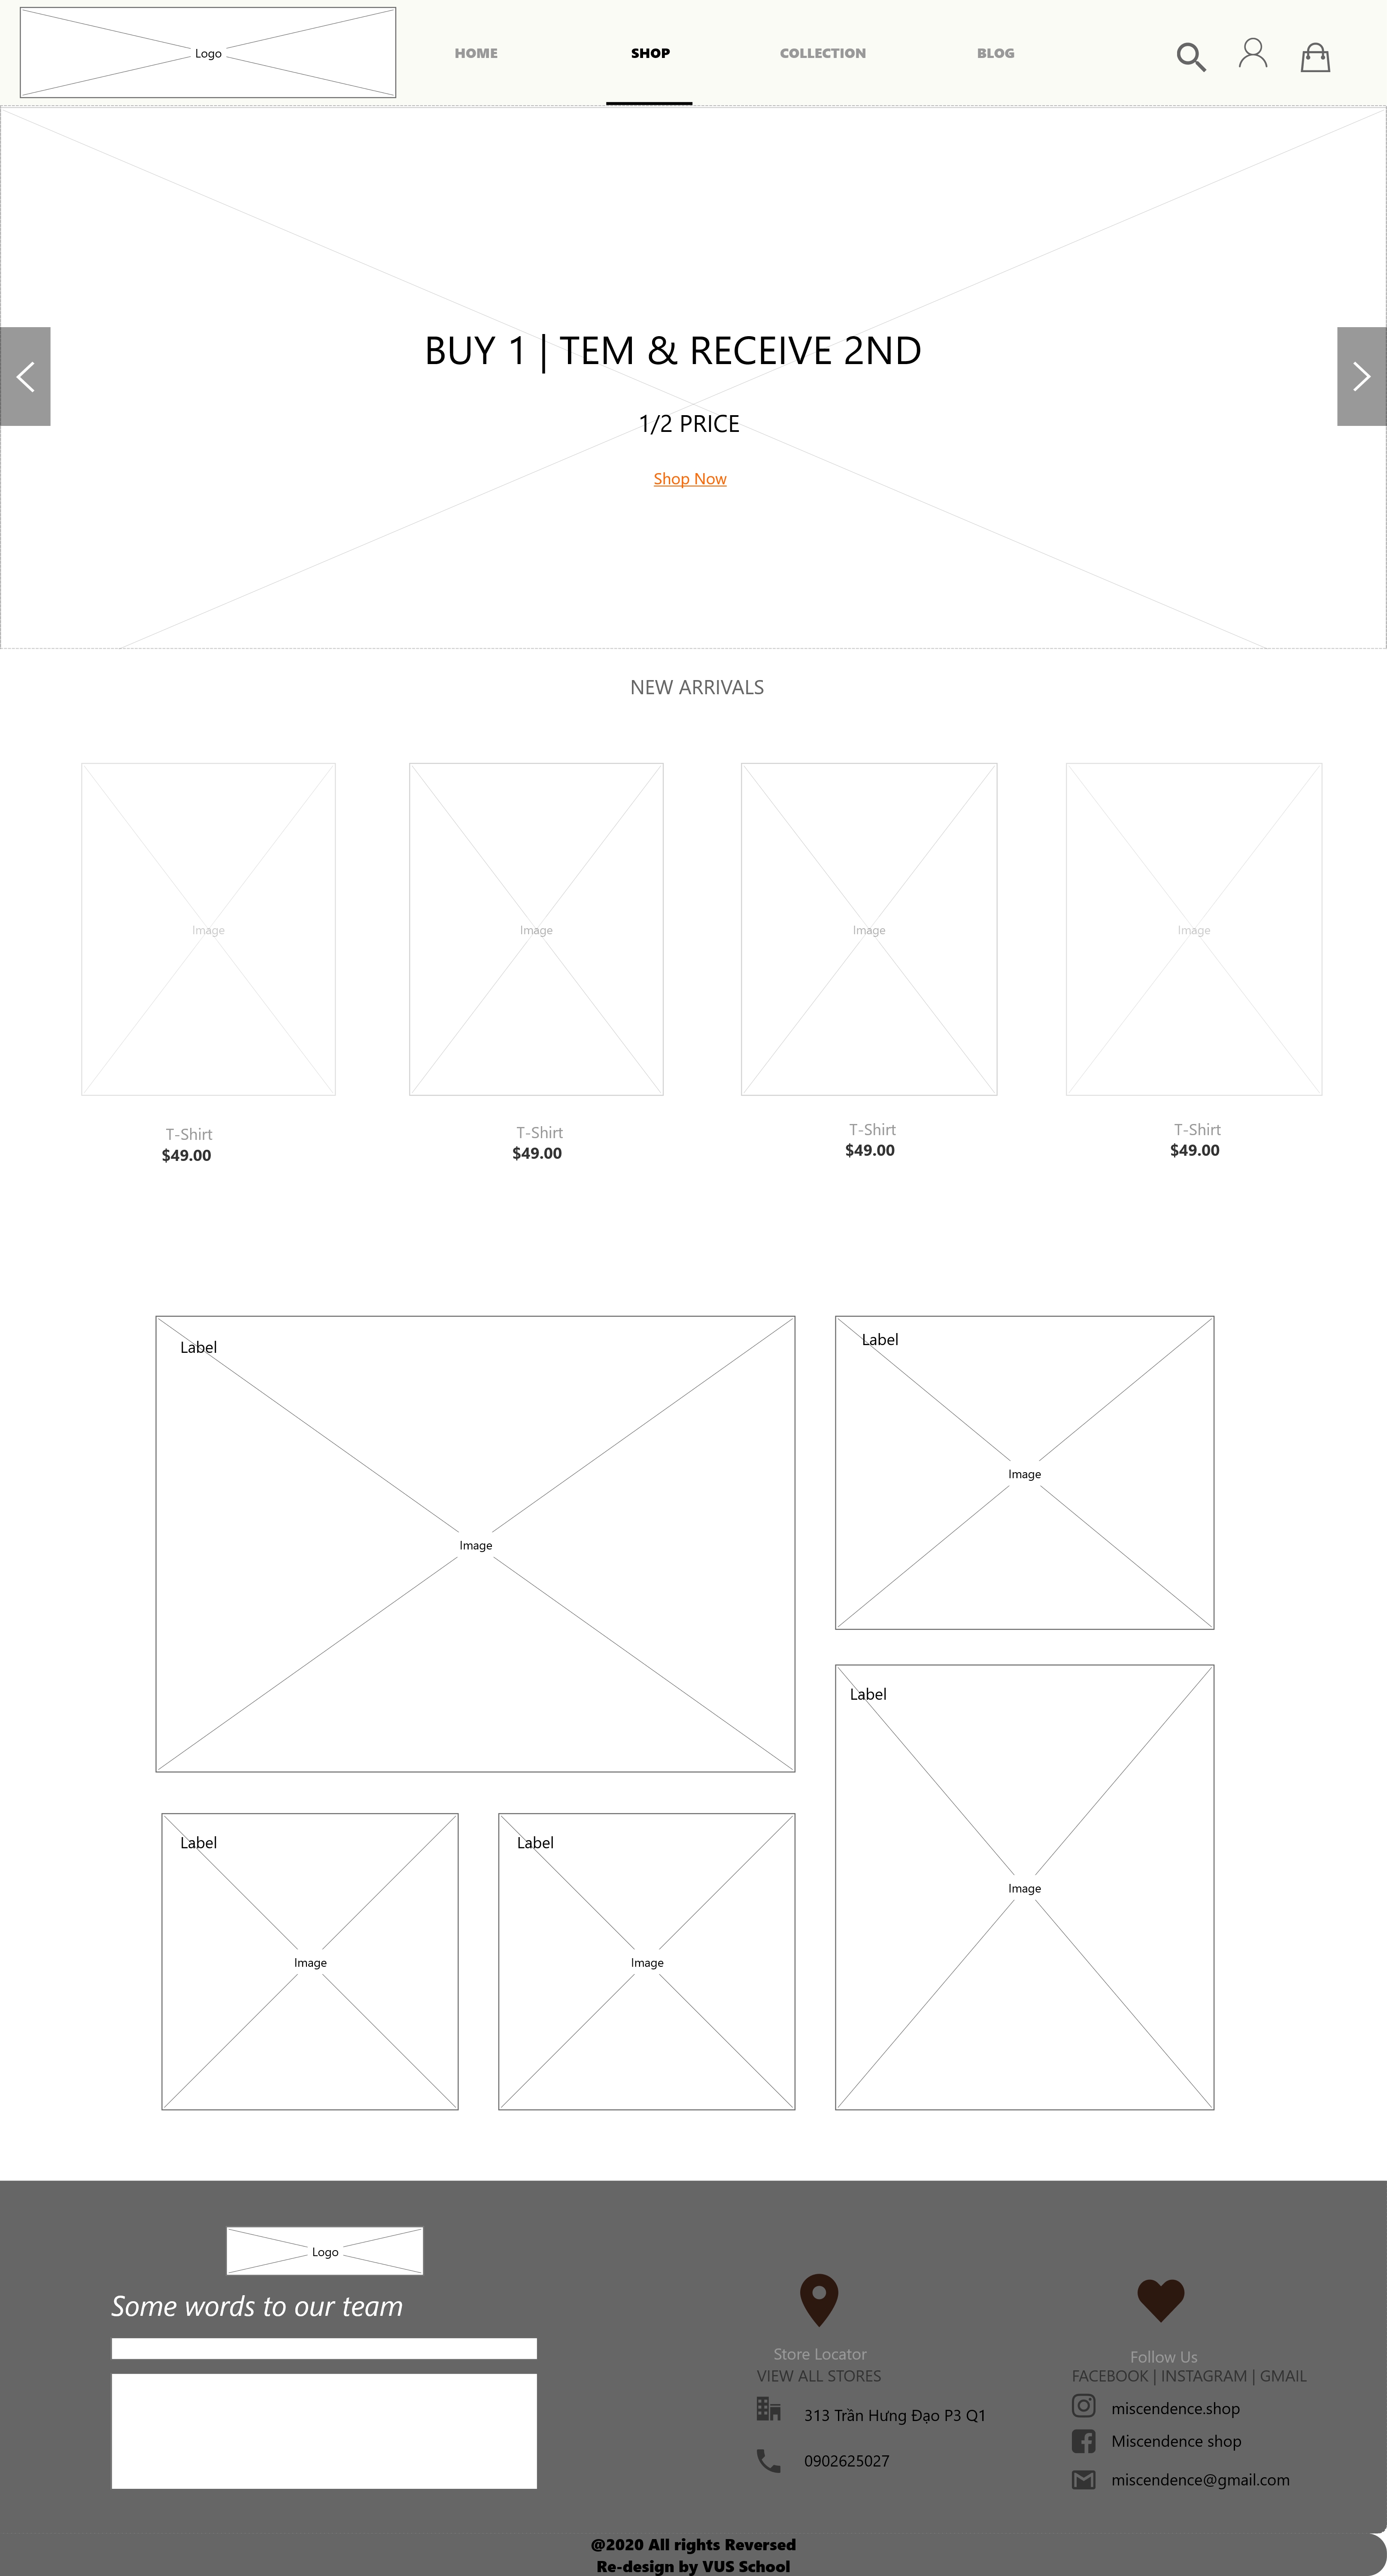 Logo
HOME SHOP COLLECTION BLOG
BUY 1 | TEM & RECEIVE 2ND
1/2 PRICE
Shop Now
NEW ARRIVALS
Image Image Image Image
T-Shirt T-Shirt T-Shirt T-Shirt
$49.00 $49.00 $49.00 $49.00
Label
Image
Label
Image
Label
Image
Label
Image
Label
Image
Logo
Some words to our team
Store Locator
VIEW ALL STORES
313 Trần Hưng Đạo P3 Q1
0902625027
Follow Us
FACEBOOK | INSTAGRAM | GMAIL
miscendence.shop
Miscendence shop
miscendence@gmail.com
@2020 All rights Reversed
Re-design by VUS School